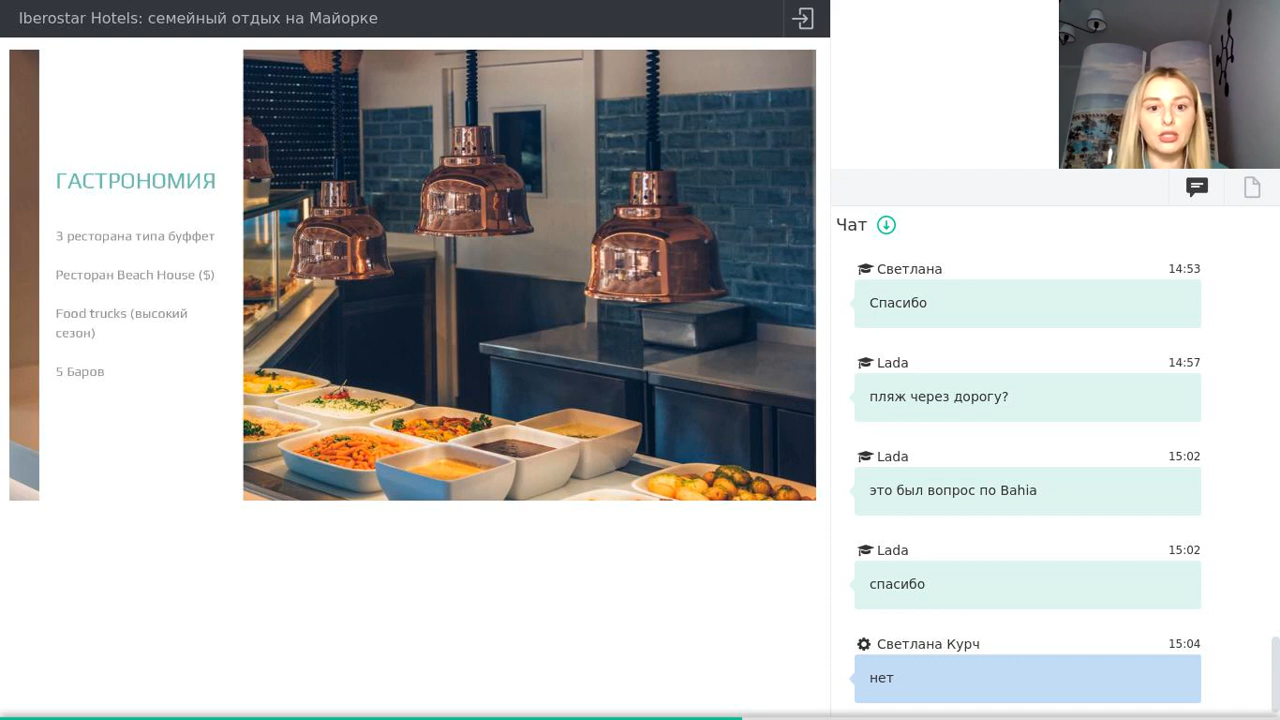 Iberostar Hotels: семейный отдых на Майорке
ГАСТРОНОМИЯ
3 ресторана типа буффет
Ресторан Beach House ($)
Food trucks (высокий
сезон)
5 Баров
Чат
Светлана 14:53
Спасибо
Lada 14:57
пляж через дорогу?
Lada 15:02
это был вопрос по Bahia
Lada 15:02
спасибо
Светлана Курч 15:04
нет